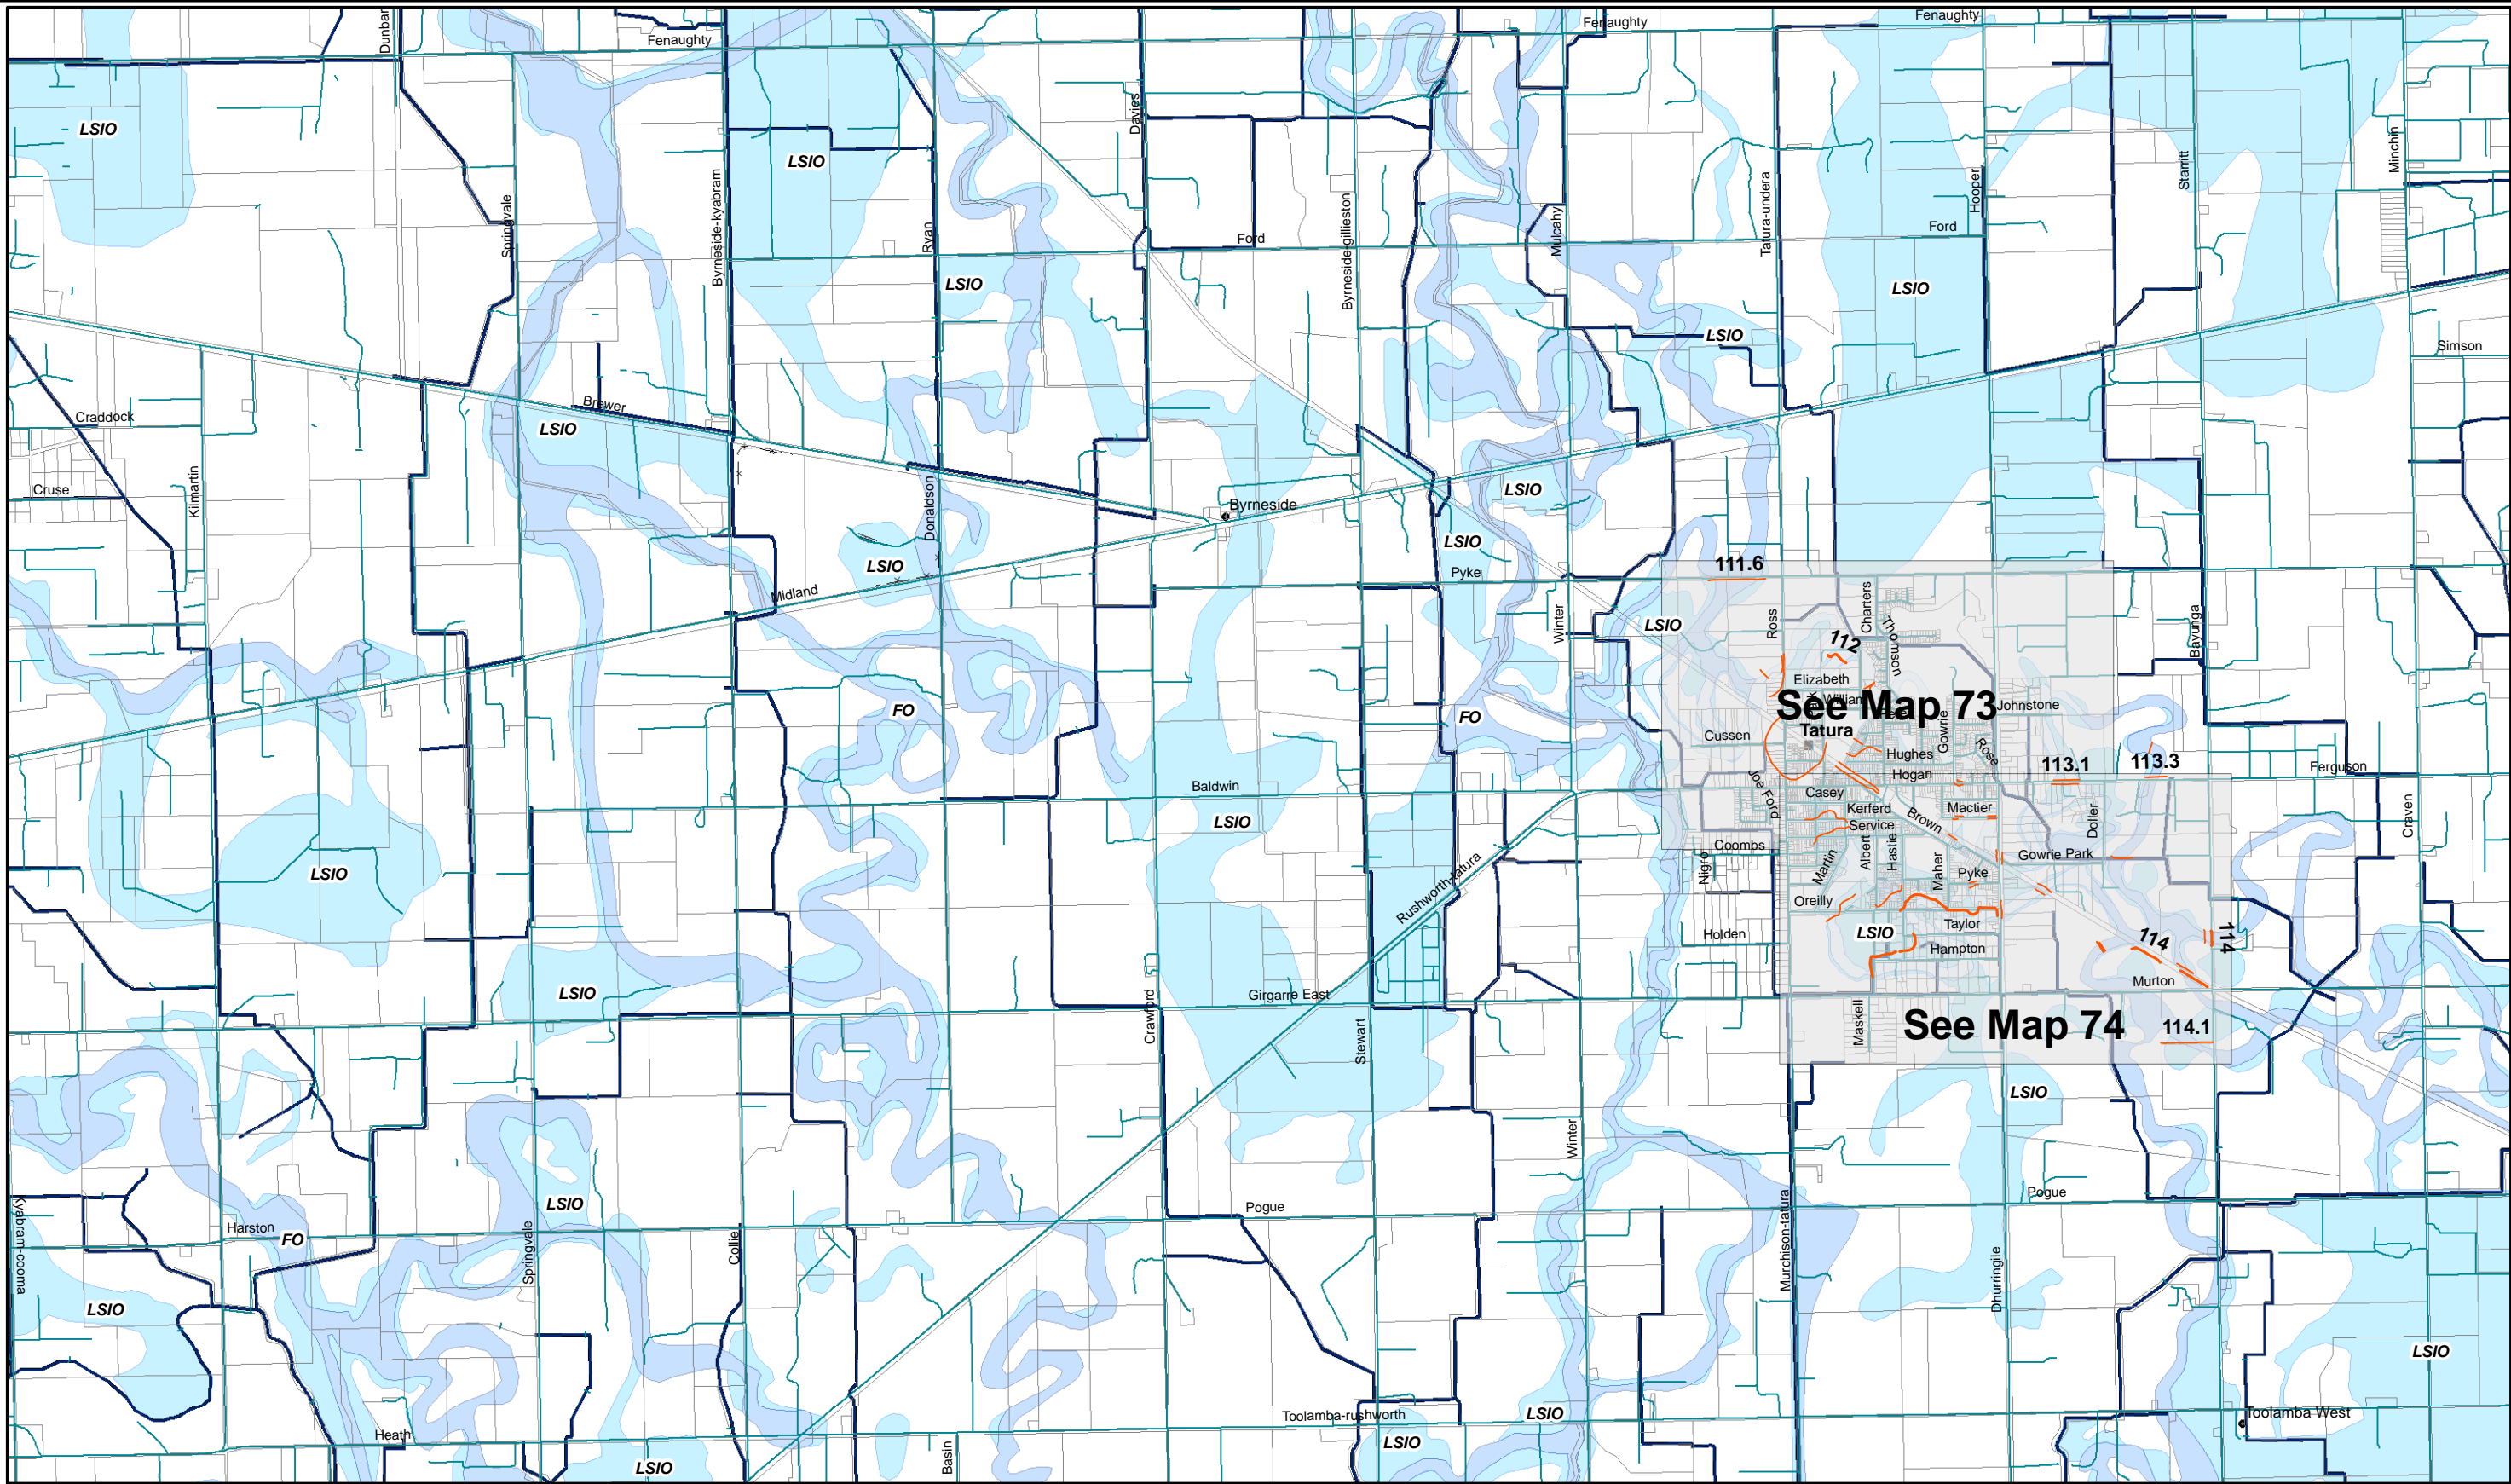 Dunbar
Fenaughty
Fenaughty
Fenaughty
LSIO
LSIO
Davies
Minchin
Springvale
Byrneside-kyabram
Ryan
Ford
Byrneside-gillieston
Mulcahy
Tatura-undera
Hooper
Ford
Starritt
LSIO
LSIO
LSIO
Simson
Craddock
Brewer
LSIO
Kilmartin
Cruse
Donaldson
Byrneside
LSIO
LSIO
LSIO
Midland
Pyke
111.6
Winter
LSIO
Ross
Charters
Thomson
112
Bayunga
Elizabeth
William
See Map 73
Johnstone
FO
FO
Cussen
Tatura
Gowrie
Rose
Hughes
Hogan
113.1
113.3
Ferguson
Baldwin
Joe Ford
Casey
Kerferd
Mactier
Brown
Service
Doller
Craven
LSIO
LSIO
Coombs
Nigro
Martin
Albert
Hastie
Maher
Pyke
Gowrie Park
Rushworth-tatura
Oreilly
Holden
LSIO
Taylor
Hampton
114
114
Murton
LSIO
Girgarre East
Crawford
Stewart
Maskell
See Map 74
114.1
LSIO
Winter
Kyabram-cooma
Harston
FO
LSIO
Springvale
Collie
Pogue
Pogue
Murchison-tatura
Dhurringile
LSIO
LSIO
Heath
LSIO
Basin
Toolamba-rushworth
LSIO
LSIO
Toolamba West